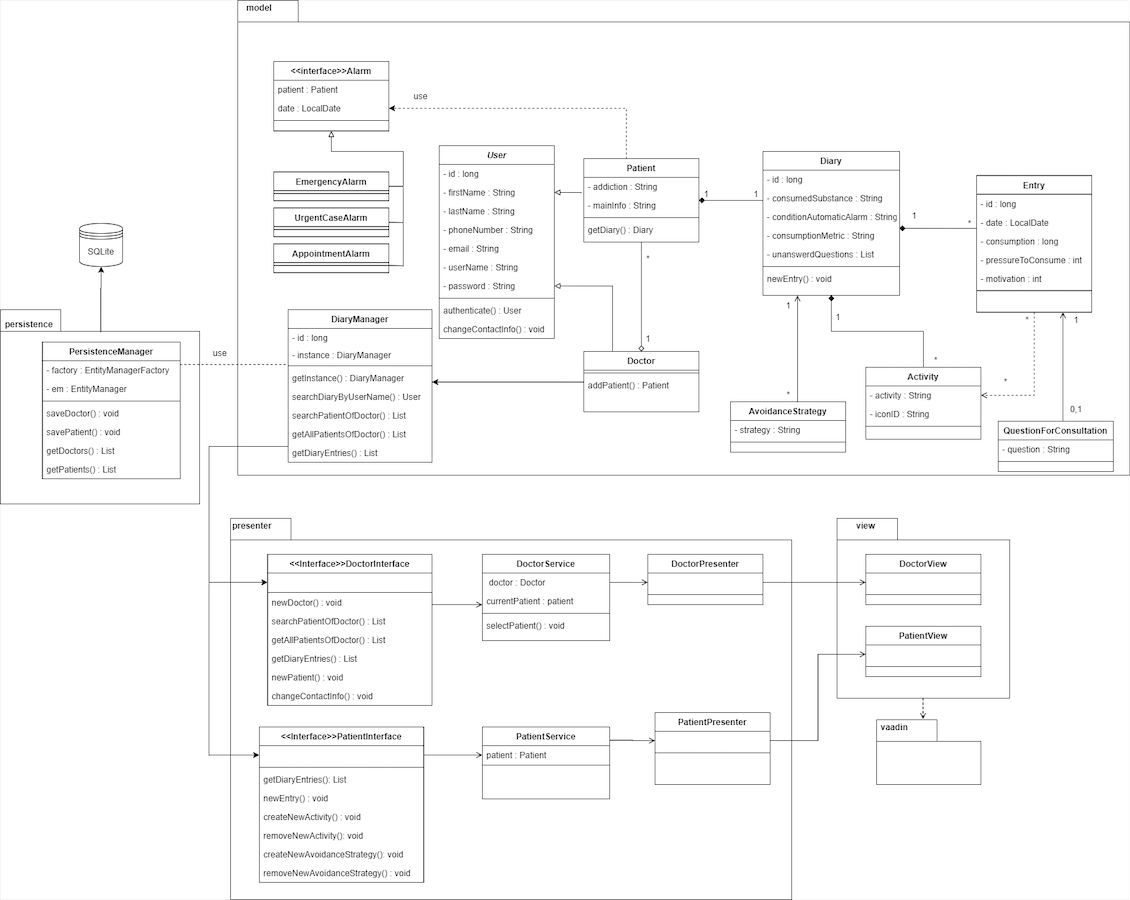 model
<<interface>>Alarm
patient : Patient
date : LocalDate
use
EmergencyAlarm
UrgentCaseAlarm
AppointmentAlarm
User
- id : long
- firstName : String
- lastName : String
- phoneNumber : String
- email : String
- userName : String
- password : String
authenticate() : User
changeContactInfo() : void
Patient
- addiction : String
- mainInfo : String
getDiary() : Diary
1
1
Diary
- id : long
- consumedSubstance : String
- conditionAutomaticAlarm : String
- consumptionMetric : String
- unanswerdQuestions : List
newEntry() : void
1
*
Entry
- id : long
- date : LocalDate
- consumption : long
- pressureToConsume : int
- motivation : int
*
1
Doctor
addPatient() : Patient
1
*
AvoidanceStrategy
- strategy : String
1
*
Activity
- activity : String
- iconID : String
*
*
1
0,1
QuestionForConsultation
- question : String
SQLite
persistence
PersistenceManager
- factory : EntityManagerFactory
- em : EntityManager
saveDoctor() : void
savePatient() : void
getDoctors() : List
getPatients() : List
use
DiaryManager
- id : long
- instance : DiaryManager
getInstance() : DiaryManager
searchDiaryByUserName() : User
searchPatientOfDoctor() : List
getAllPatientsOfDoctor() : List
getDiaryEntries() : List
presenter
<<Interface>>DoctorInterface
newDoctor() : void
searchPatientOfDoctor() : List
getAllPatientsOfDoctor() : List
getDiaryEntries() : List
newPatient() : void
changeContactInfo() : void
DoctorService
doctor : Doctor
currentPatient : patient
selectPatient() : void
DoctorPresenter
<<Interface>>PatientInterface
getDiaryEntries(): List
newEntry() : void
createNewActivity() : void
removeNewActivity(): void
createNewAvoidanceStrategy(): void
removeNewAvoidanceStrategy() : void
PatientService
patient : Patient
PatientPresenter
view
DoctorView
PatientView
vaadin